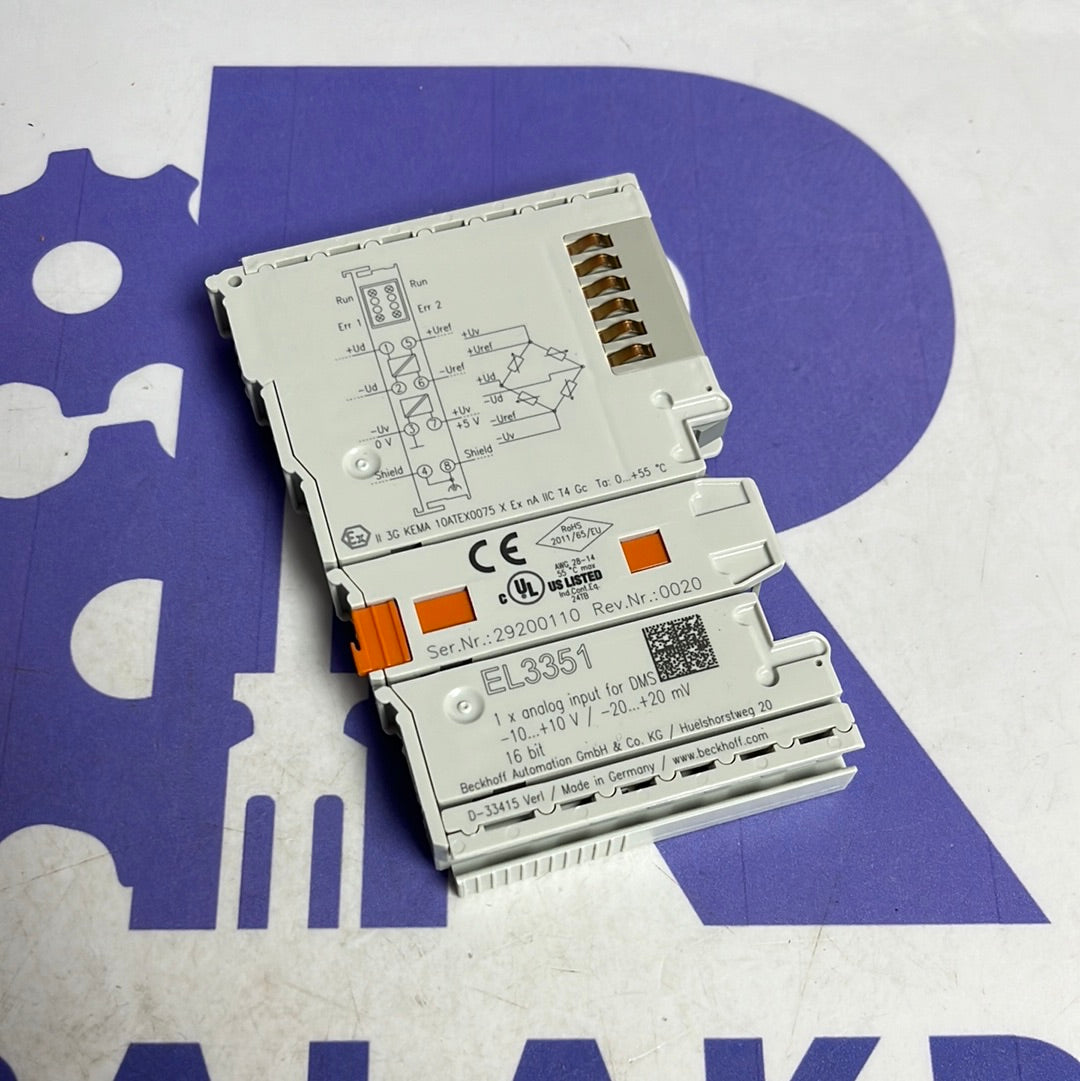 Run
Run
Err 1
Err 2
+Ud
1
5
+Uref
-Ud
2
6
-Uref
-Uv
0 V
3
7
+Uv
+5 V
Shield
4
8
Shield
+Uv
+Uref
+Ud
-Ud
-Uref
-Uv
Ex II 3G KEMA 10ATEX0075 X Ex nA IIC T4 Gc Ta: 0...+55 °C
CE
RoHS
2011/65/EU
c UL US LISTED
AWG 28-14
55 °C max
Ind.Cont.Eq.
24TB
Ser.Nr.:29200110 Rev.Nr.:0020
EL3351
1 x analog input for DMS
-10...+10 V / -20...+20 mV
16 bit
Beckhoff Automation GmbH & Co. KG / Huelshorstweg 20
D-33415 Verl / Made in Germany / www.beckhoff.com